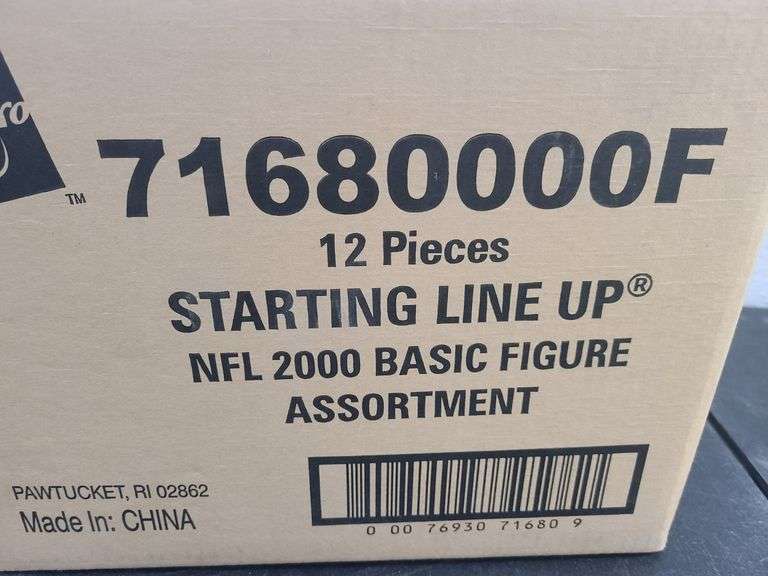 TM
71680000F
12 Pieces
STARTING LINE UP®
NFL 2000 BASIC FIGURE
ASSORTMENT
PAWTUCKET, RI 02862
Made In: CHINA
0 00 76930 71680 9